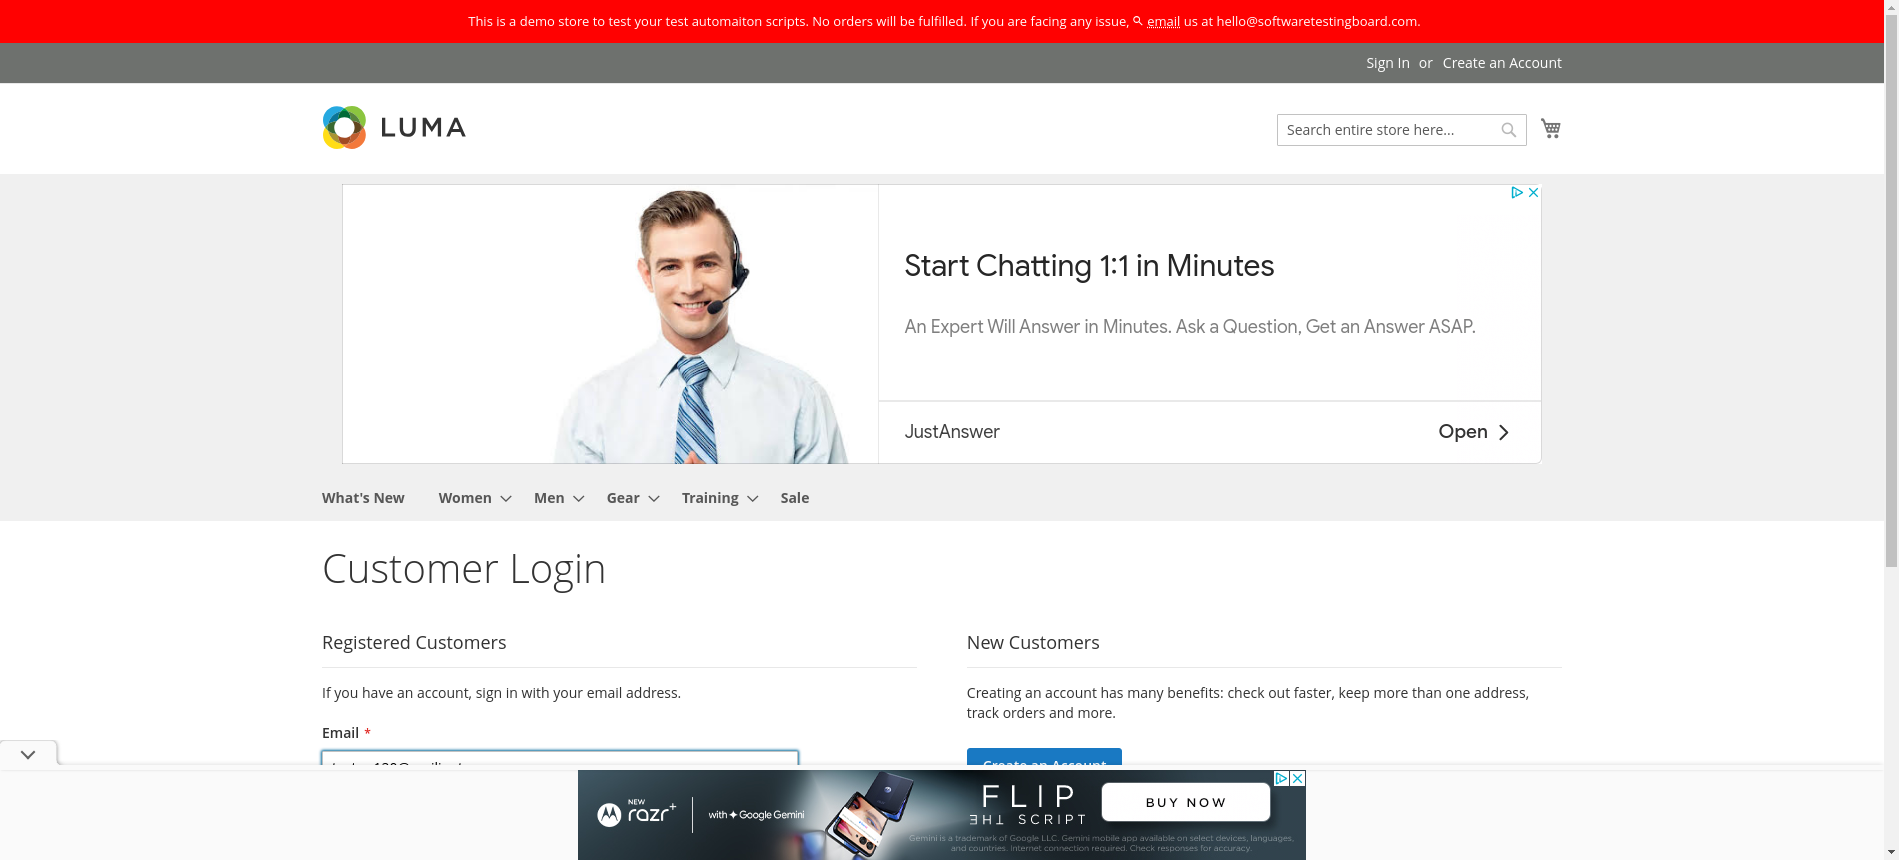 This is a demo store to test your test automaiton scripts. No orders will be fulfilled. If you are facing any issue, email us at hello@softwaretestingboard.com.
Sign In or Create an Account
LUMA
Search entire store here...
Start Chatting 1:1 in Minutes
An Expert Will Answer in Minutes. Ask a Question, Get an Answer ASAP.
JustAnswer
Open
What's New Women Men Gear Training Sale
Customer Login
Registered Customers
New Customers
If you have an account, sign in with your email address.
Creating an account has many benefits: check out faster, keep more than one address,
track orders and more.
Email *
Create an Account
NEW
razr+
with Google Gemini
FLIP
THE SCRIPT
BUY NOW
Gemini is a trademark of Google LLC. Gemini mobile app available on select devices, languages,
and countries. Internet connection required. Check responses for accuracy.